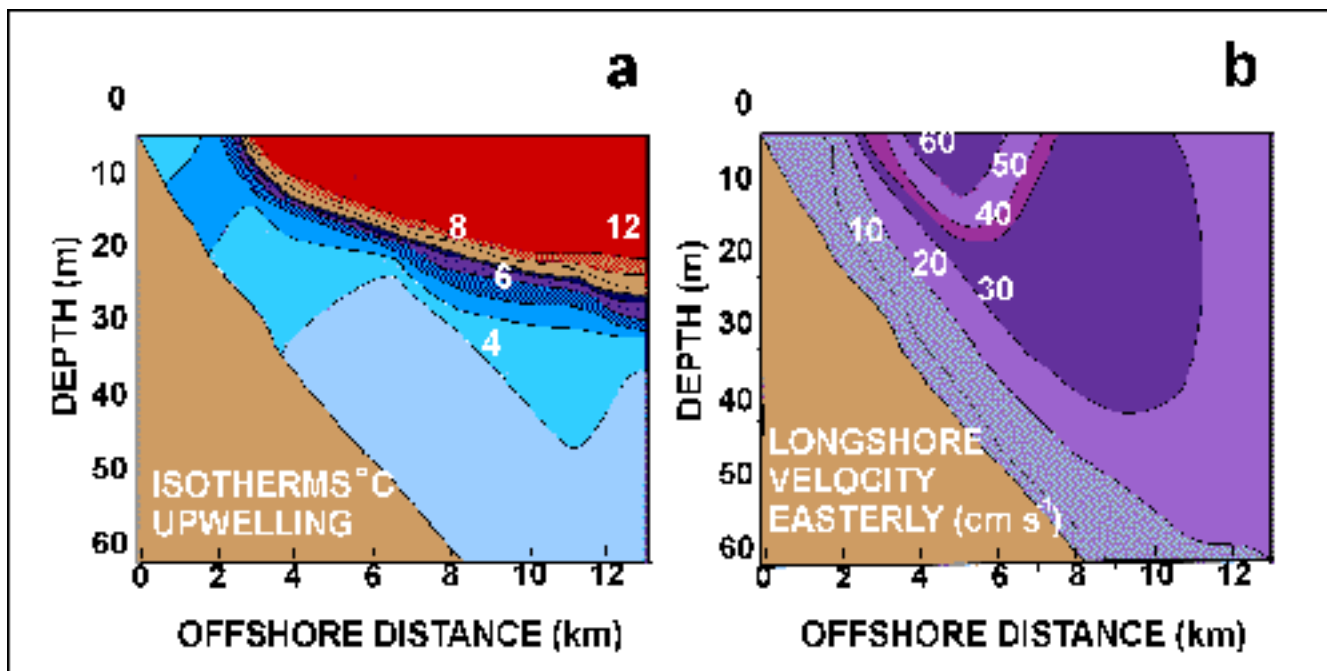 a
0
10
20
30
40
50
60
DEPTH (m)
8
12
6
4
ISOTHERMS °C
UPWELLING
0 2 4 6 8 10 12
OFFSHORE DISTANCE (km)
b
0
10
20
30
40
50
60
DEPTH (m)
60
50
40
10
20
30
LONGSHORE
VELOCITY
EASTERLY (cm s⁻¹)
0 2 4 6 8 10 12
OFFSHORE DISTANCE (km)